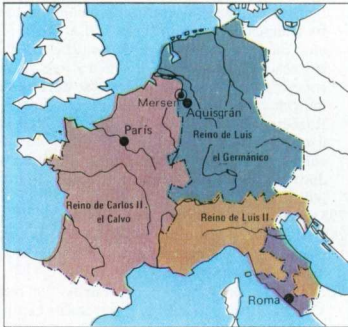 Mersen
Aquisgrán
París
Reino de Luis
el Germánico
Reino de Carlos II
el Calvo
Reino de Luis II
Roma